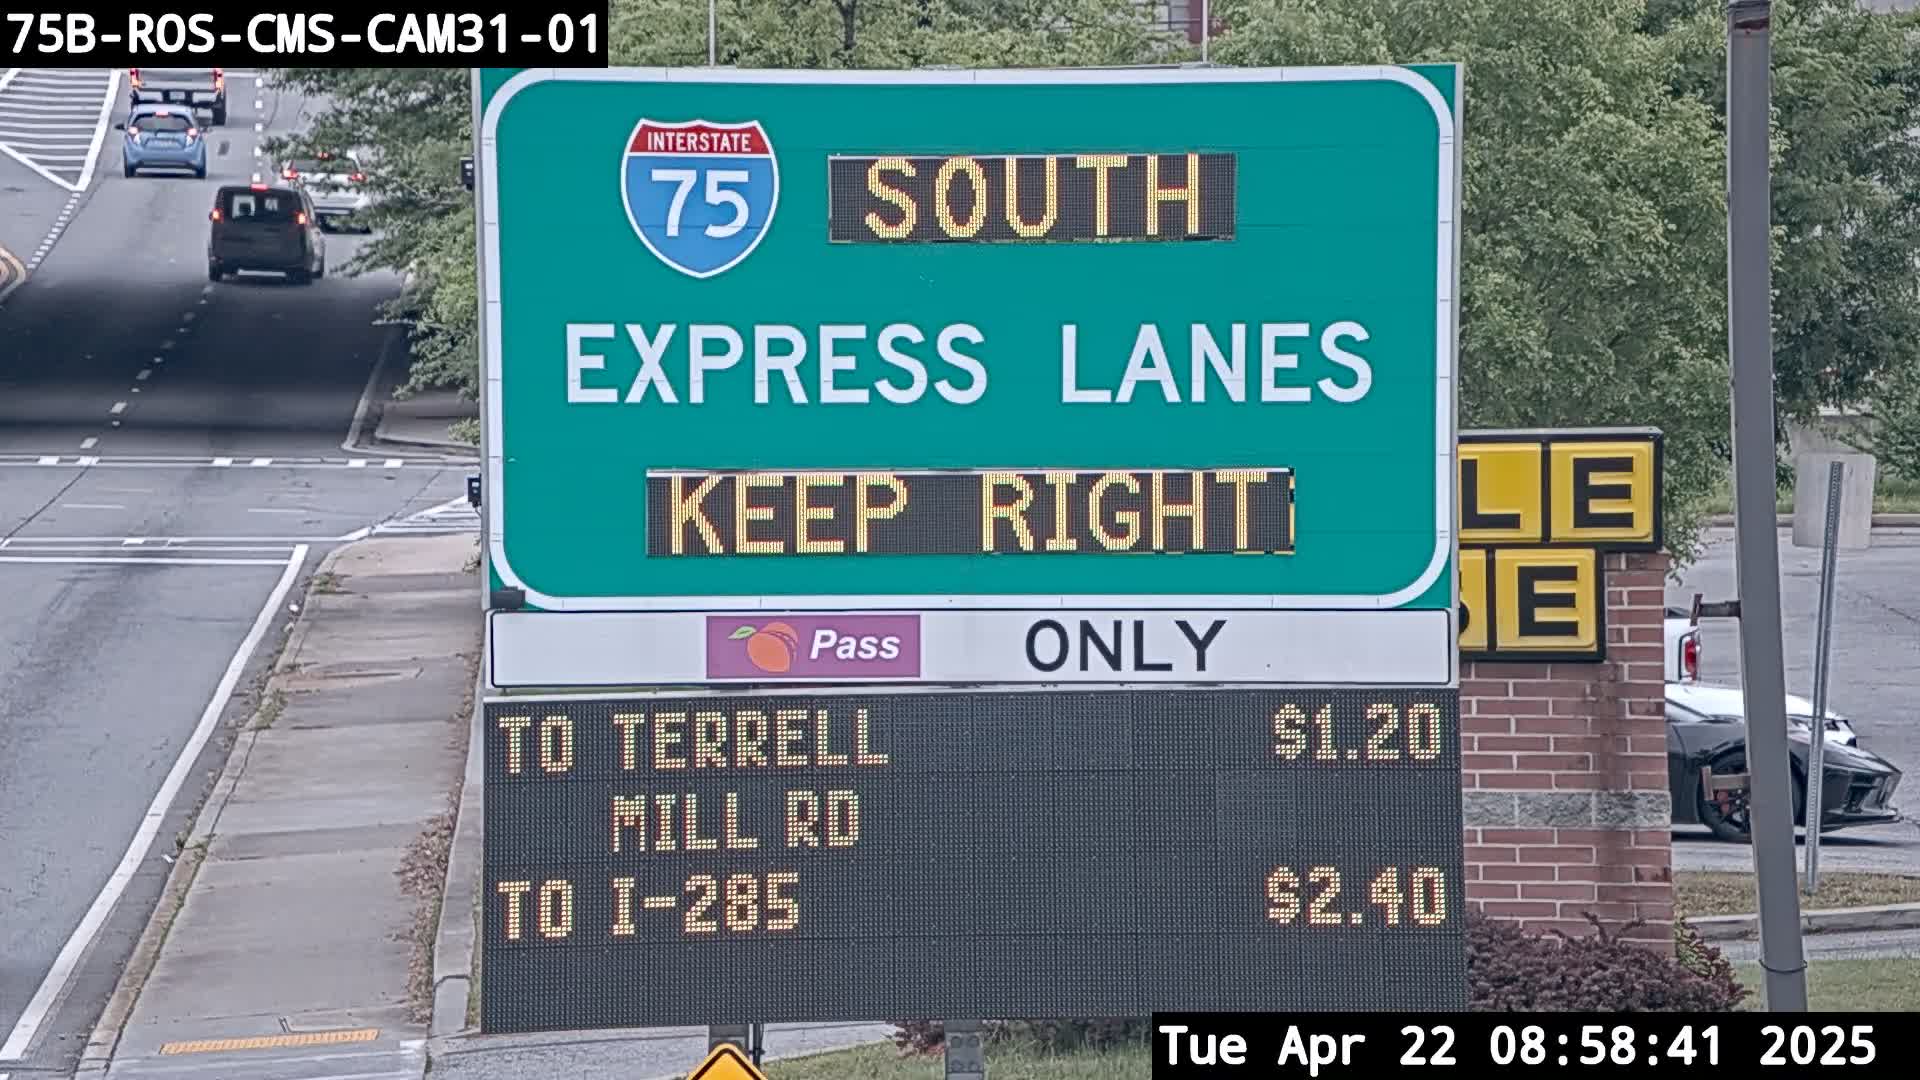 75B-ROS-CMS-CAM31-01
INTERSTATE
75
SOUTH
EXPRESS LANES
KEEP RIGHT
Pass ONLY
TO TERRELL $1.20
MILL RD
TO I-285 $2.40
LE
E
Tue Apr 22 08:58:41 2025